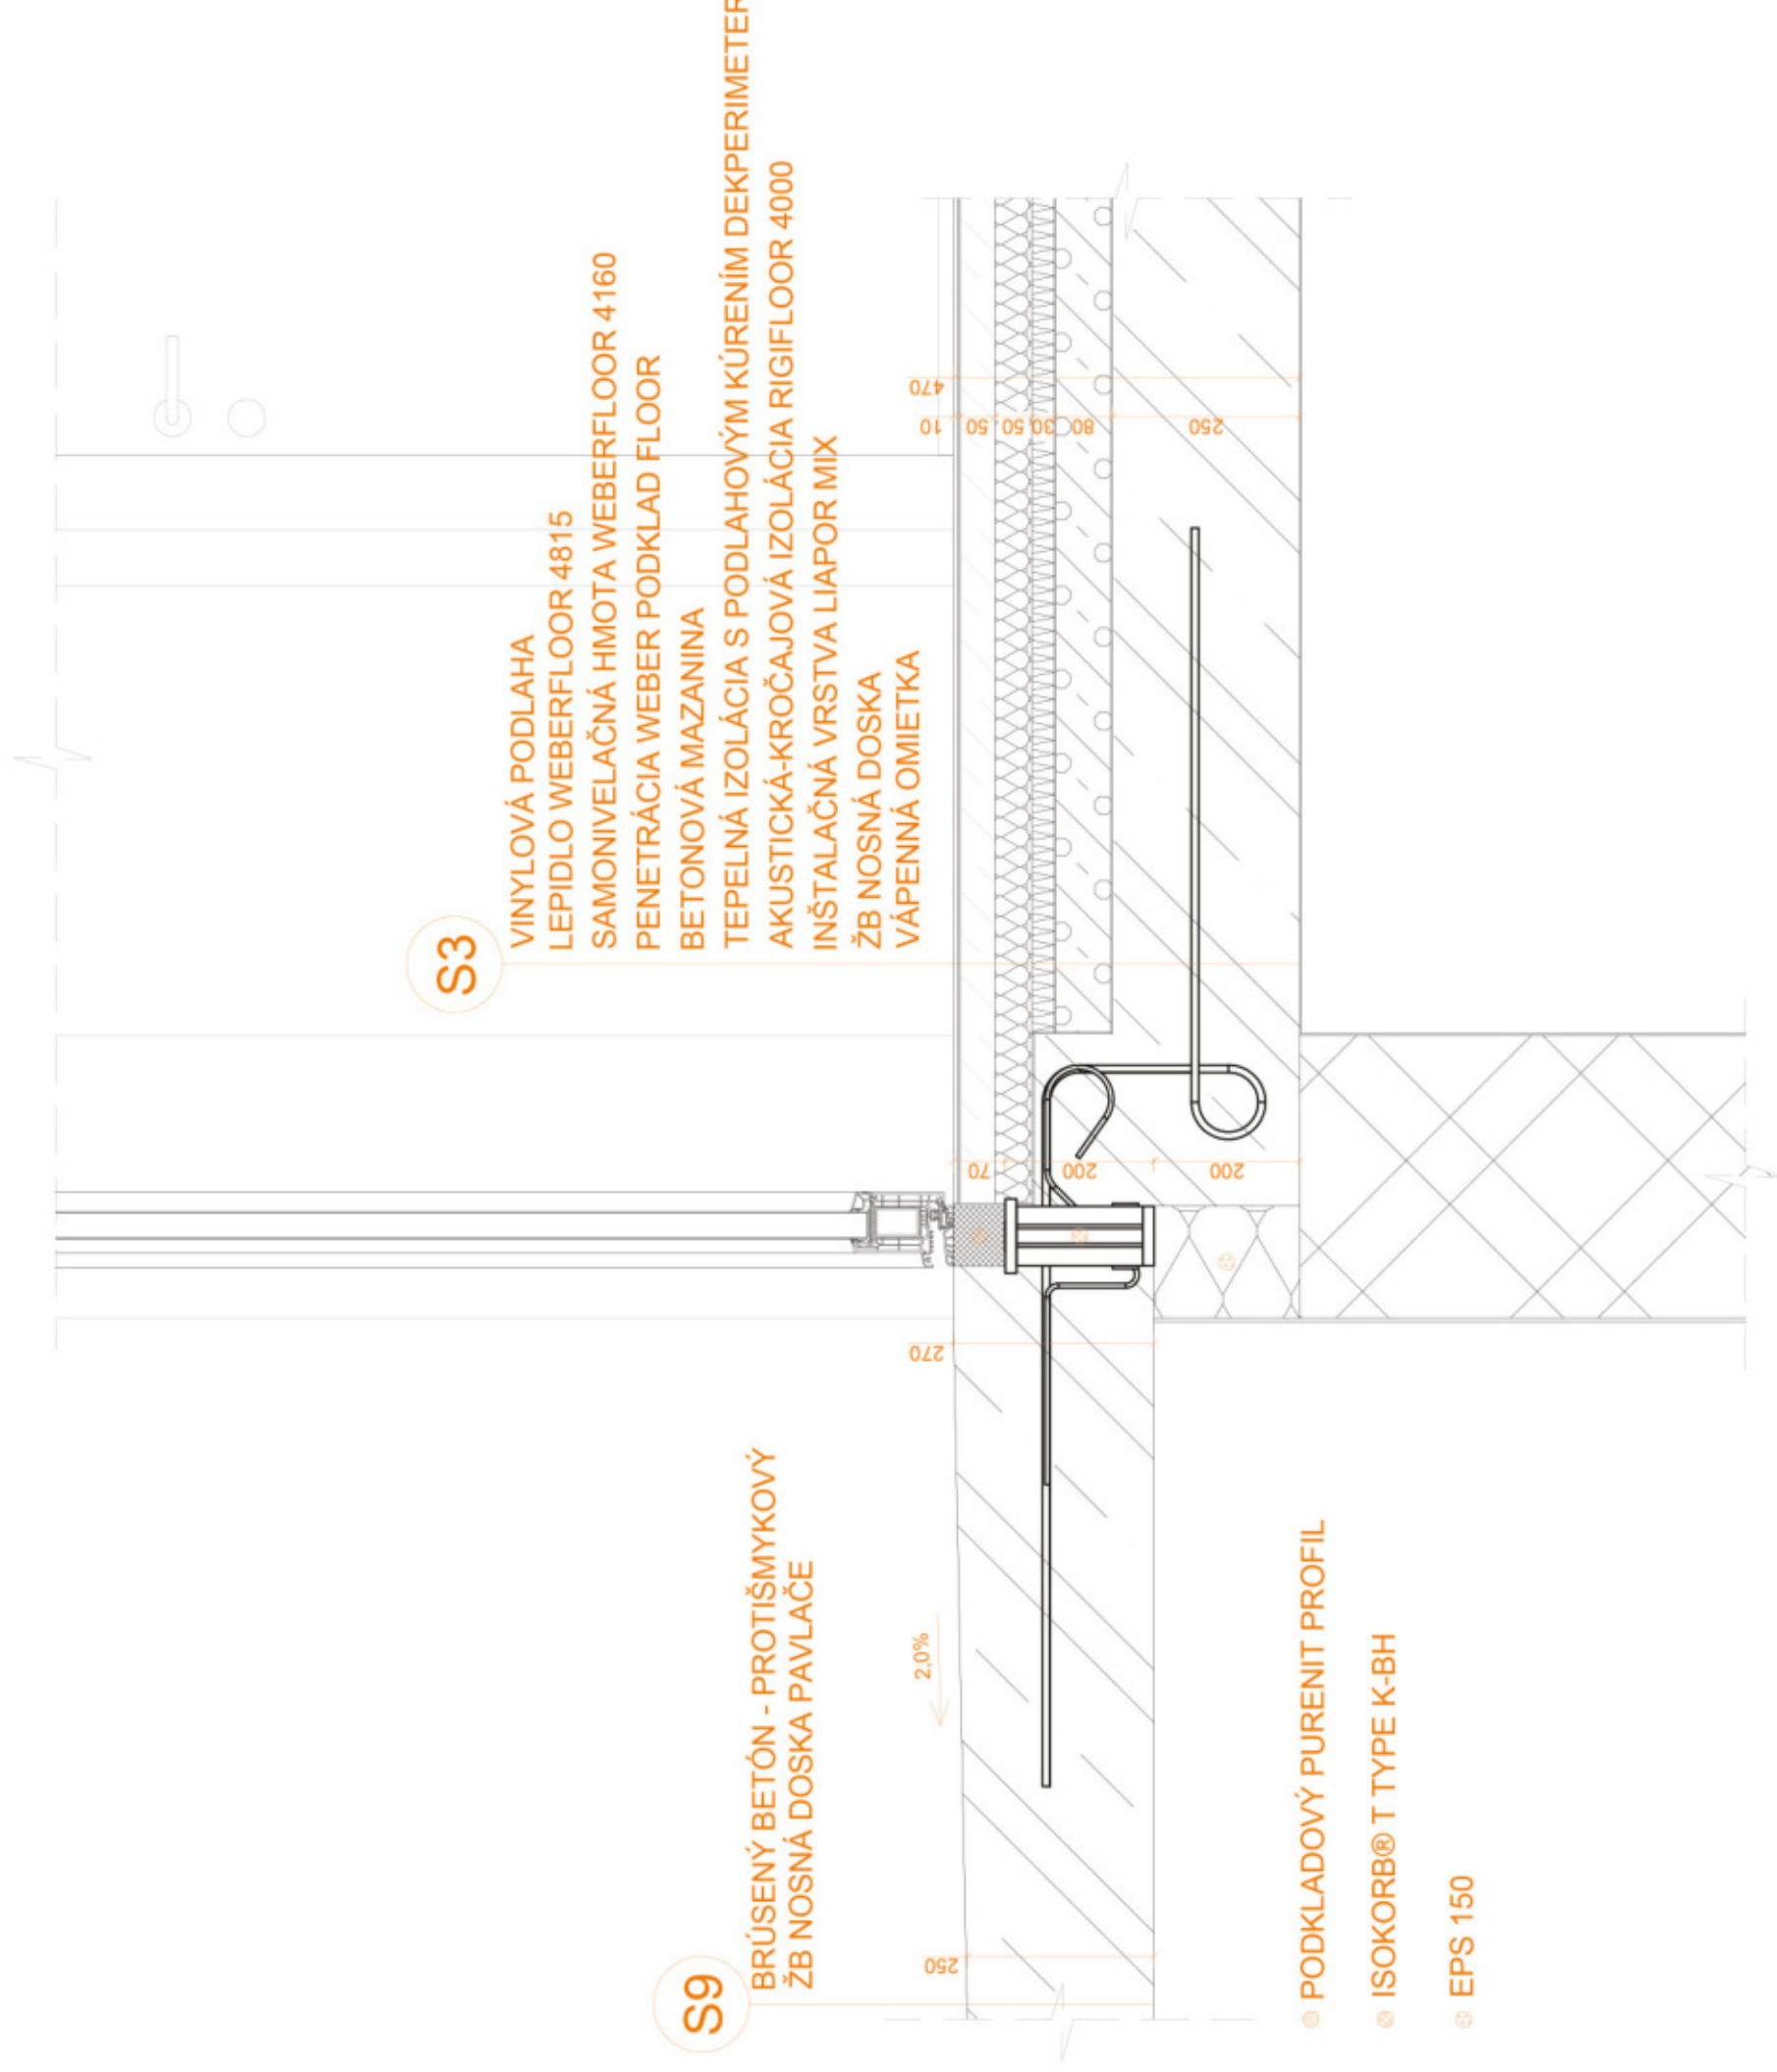 S3
VINYLOVÁ PODLAHA
LEPIDLO WEBERFLOOR 4815
SAMONIVELAČNÁ HMOTA WEBERFLOOR 4160
PENETRÁCIA WEBER PODKLAD FLOOR
BETONOVÁ MAZANINA
TEPELNÁ IZOLÁCIA S PODLAHOVÝM KÚRENÍM DEKPERIMETER
AKUSTICKÁ-KROČAJOVÁ IZOLÁCIA RIGIFLOOR 4000
INŠTALAČNÁ VRSTVA LIAPOR MIX
ŽB NOSNÁ DOSKA
VÁPENNÁ OMIETKA
S9
BRÚSENÝ BETÓN - PROTIŠMYKOVÝ
ŽB NOSNÁ DOSKA PAVLAČE
2,0%
250
270
70
200
200
470
10
50
50
30
80
250
PODKLADOVÝ PURENIT PROFIL
ISOKORB® T TYPE K-BH
EPS 150